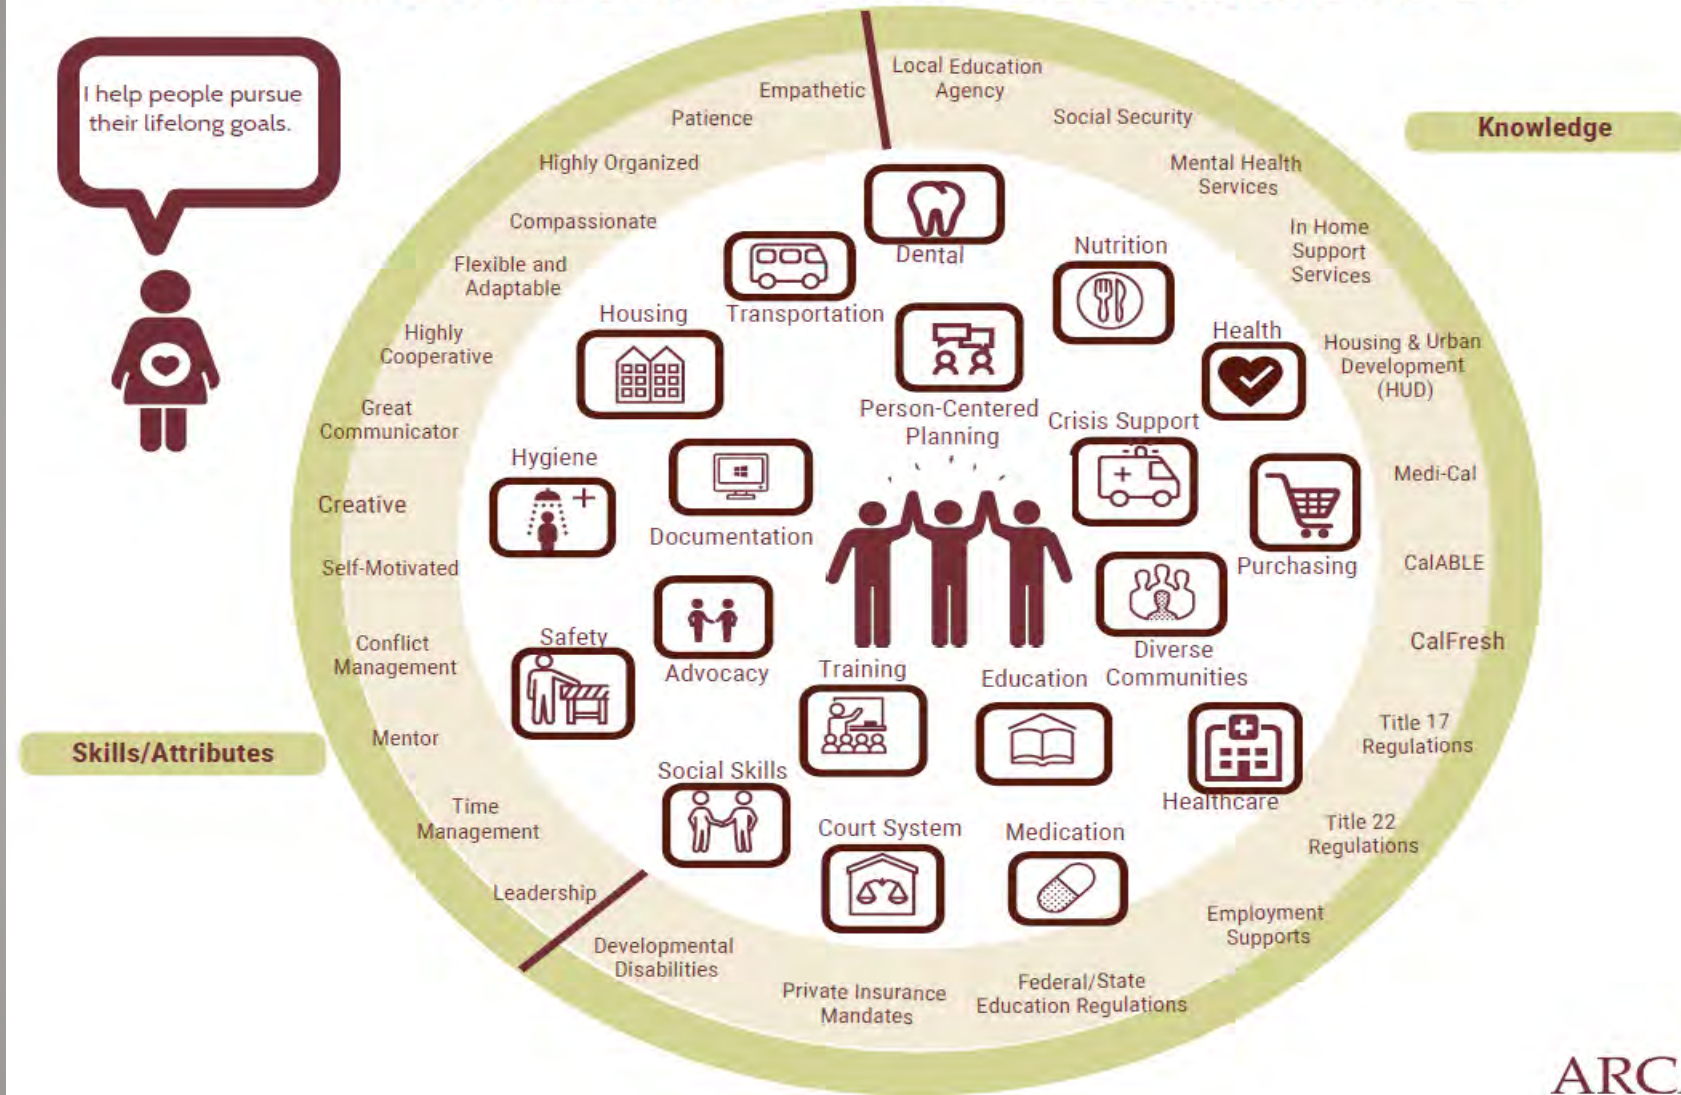 I help people pursue
their lifelong goals.
Knowledge
Skills/Attributes
Empathetic
Patience
Highly Organized
Compassionate
Flexible and
Adaptable
Highly
Cooperative
Great
Communicator
Creative
Self-Motivated
Conflict
Management
Mentor
Time
Management
Leadership
Local Education
Agency
Social Security
Mental Health
Services
In Home
Support
Services
Housing & Urban
Development
(HUD)
Medi-Cal
CalABLE
CalFresh
Title 17
Regulations
Title 22
Regulations
Employment
Supports
Federal/State
Education Regulations
Private Insurance
Mandates
Developmental
Disabilities
Dental
Nutrition
Transportation
Housing
Health
Person-Centered
Planning
Crisis Support
Hygiene
Documentation
Purchasing
Safety
Advocacy
Training
Education
Diverse
Communities
Social Skills
Healthcare
Court System
Medication
ARCA